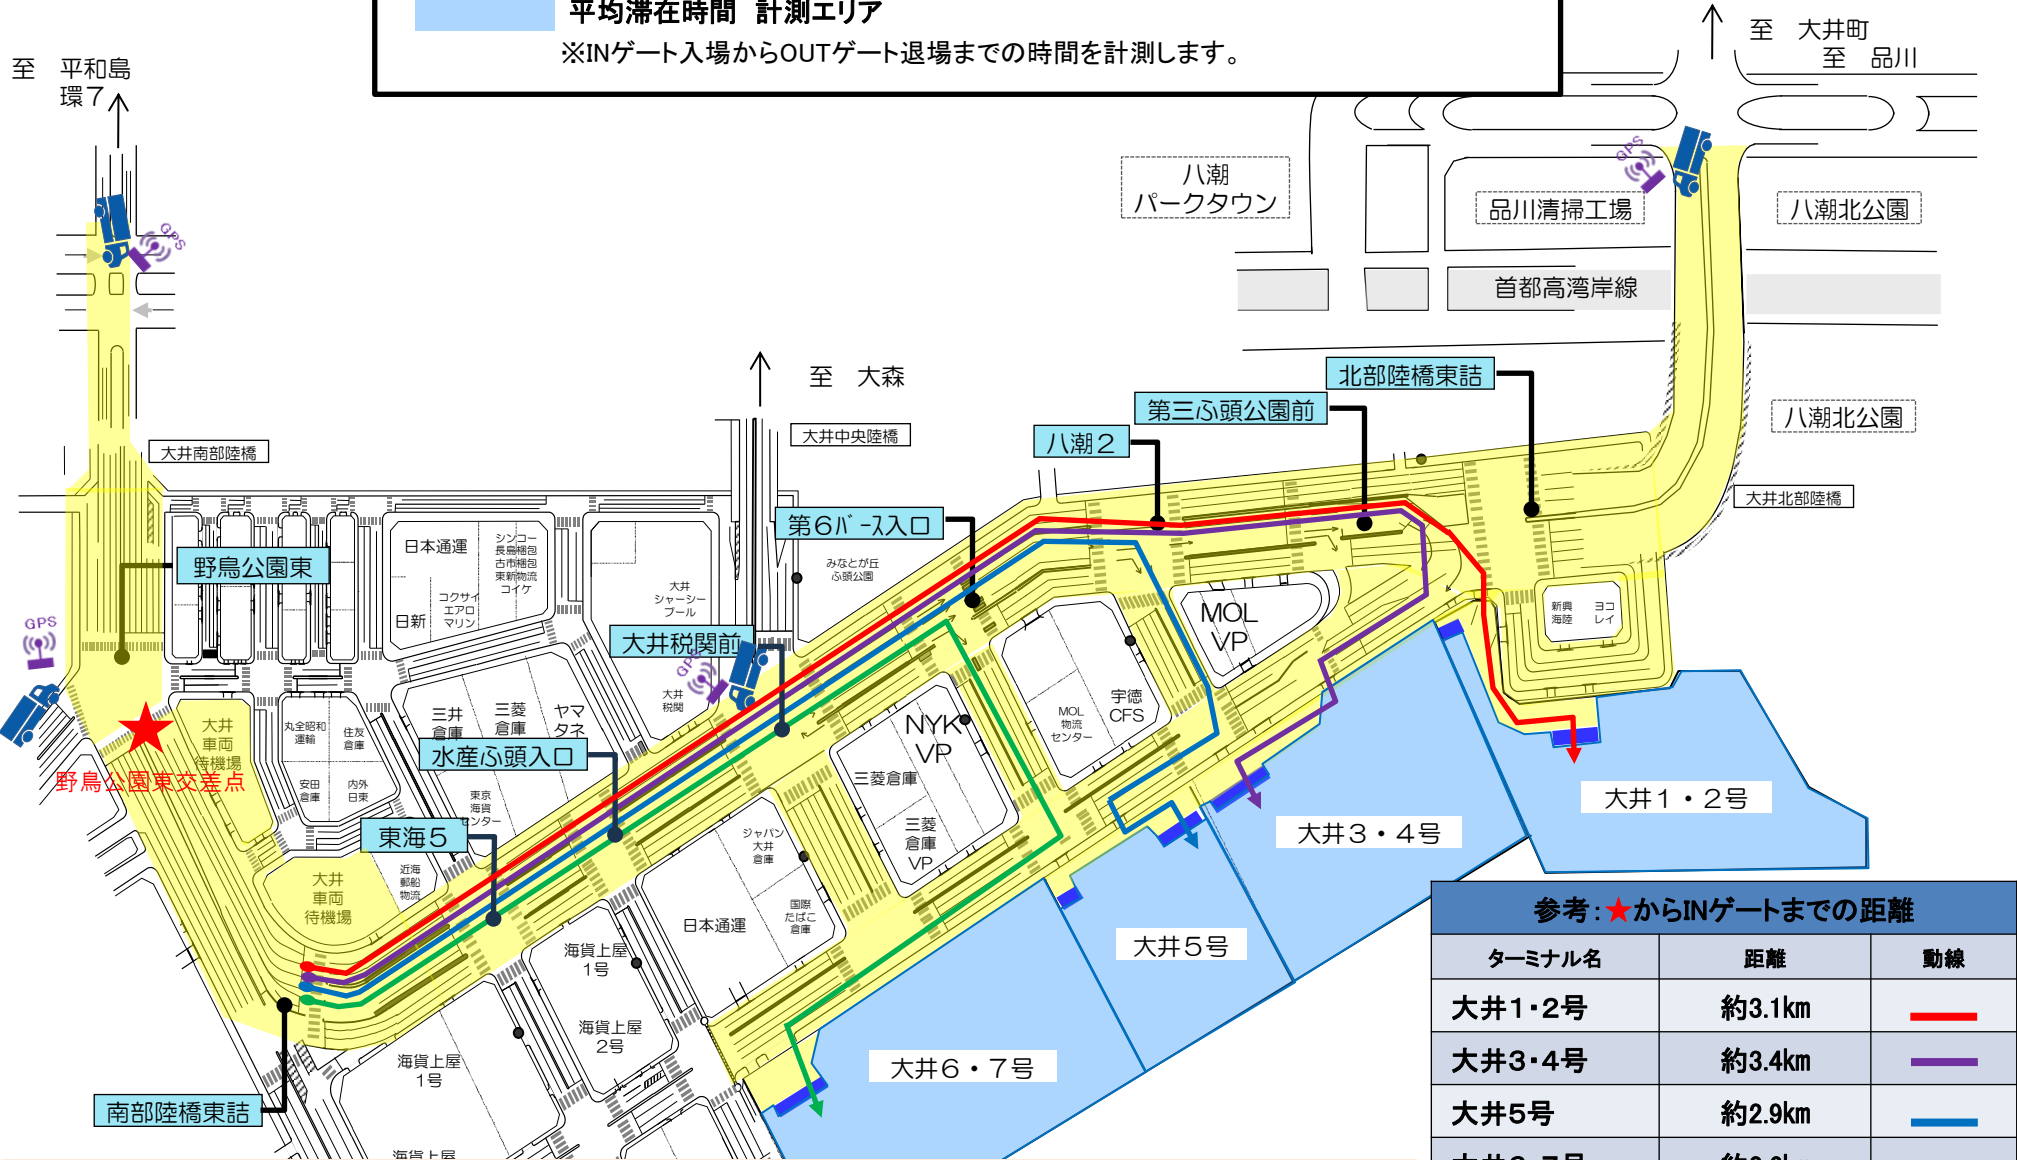 平均滞在時間 計測エリア
※INゲート入場からOUTゲート退場までの時間を計測します。
至 平和島
環７
至 大井町
至 品川
GPS
GPS
八潮
パークタウン
品川清掃工場
八潮北公園
首都高湾岸線
至 大森
北部陸橋東詰
第三ふ頭公園前
八潮２
八潮北公園
大井中央陸橋
大井南部陸橋
大井北部陸橋
第６バース入口
野鳥公園東
日本通運
シンコー
長島梱包
古市梱包
東新物流
コイケ
日新
コクサイ
エアロ
マリン
大井
シャーシー
プール
みなとが丘
ふ頭公園
MOL
VP
新興
海陸
ヨコ
レイ
GPS
大井税関前
GPS
大井
税関
大井
車両
待機場
丸全昭和
運輸
住友
倉庫
安田
倉庫
内外
日東
三井
倉庫
三菱
倉庫
ヤマ
タネ
水産ふ頭入口
NYK
VP
MOL
物流
センター
宇徳
CFS
野鳥公園東交差点
三菱倉庫
東京
海貨
センター
三菱
倉庫
VP
東海５
ジャパン
大井
倉庫
大井１・２号
大井３・４号
大井
車両
待機場
近海
郵船
物流
日本通運
国際
たばこ
倉庫
大井５号
海貨上屋
1号
海貨上屋
2号
海貨上屋
1号
大井６・７号
南部陸橋東詰
海貨上屋
参考：★からINゲートまでの距離
ターミナル名 距離 動線
大井1・2号 約3.1km
大井3・4号 約3.4km
大井5号 約2.9km